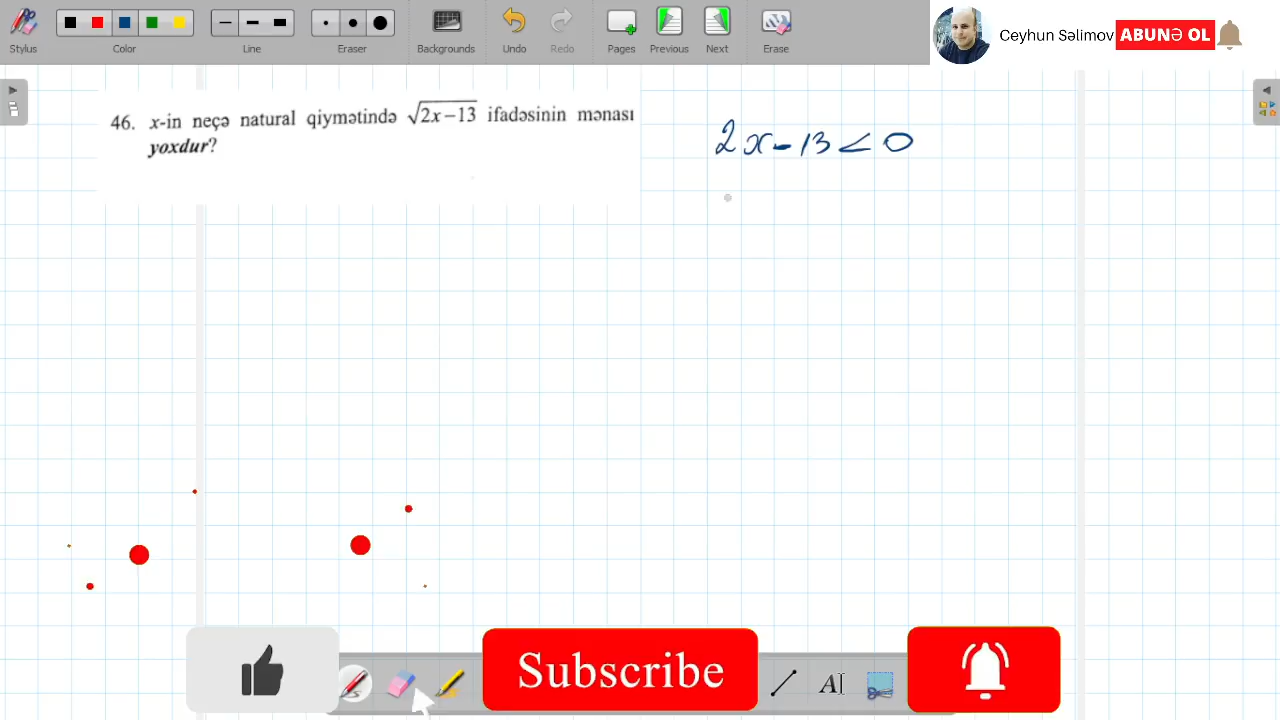 Stylus
Color
Line
Eraser
Backgrounds
Undo
Redo
Pages
Previous
Next
Erase
Ceyhun Səlimov
ABUNƏ OL
46. x-in neçə natural qiymətində √2x−13 ifadəsinin mənası
yoxdur?
2x-13<0
Subscribe
A